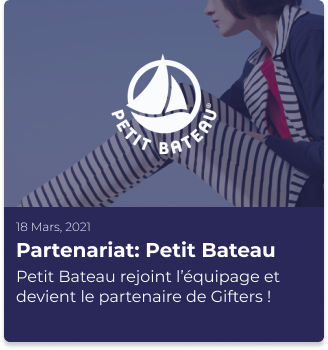 PETIT BATEAU®
18 Mars, 2021
Partenariat: Petit Bateau
Petit Bateau rejoint l’équipage et
devient le partenaire de Gifters !